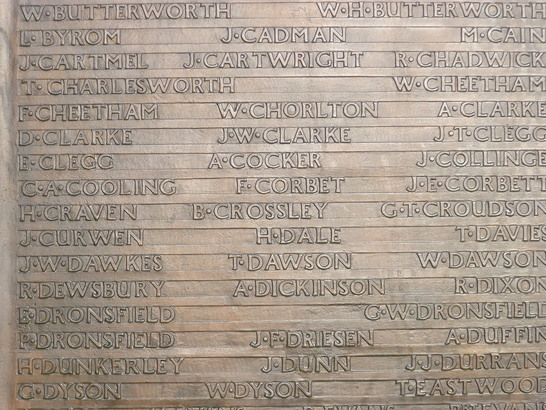 W·BUTTERWORTH W·H·BUTTERWORTH
L·BYROM J·CADMAN M·CAIN
J·CARTMEL J·CARTWRIGHT R·CHADWICK
T·CHARLESWORTH W·CHEETHAM
F·CHEETHAM W·CHORLTON A·CLARKE
D·CLARKE J·W·CLARKE J·T·CLEGG
E·CLEGG A·COCKER J·COLLINGE
C·A·COOLING F·CORBET J·E·CORBETT
H·CRAVEN B·CROSSLEY G·T·CROUDSON
J·CURWEN H·DALE T·DAVIES
J·W·DAWKES T·DAWSON W·DAWSON
R·DEWSBURY A·DICKINSON R·DIXON
E·DRONSFIELD G·W·DRONSFIELD
P·DRONSFIELD J·F·DRIESEN A·DUFFIN
H·DUNKERLEY J·DUNN J·J·DURRANS
G·DYSON W·DYSON T·EASTWOOD